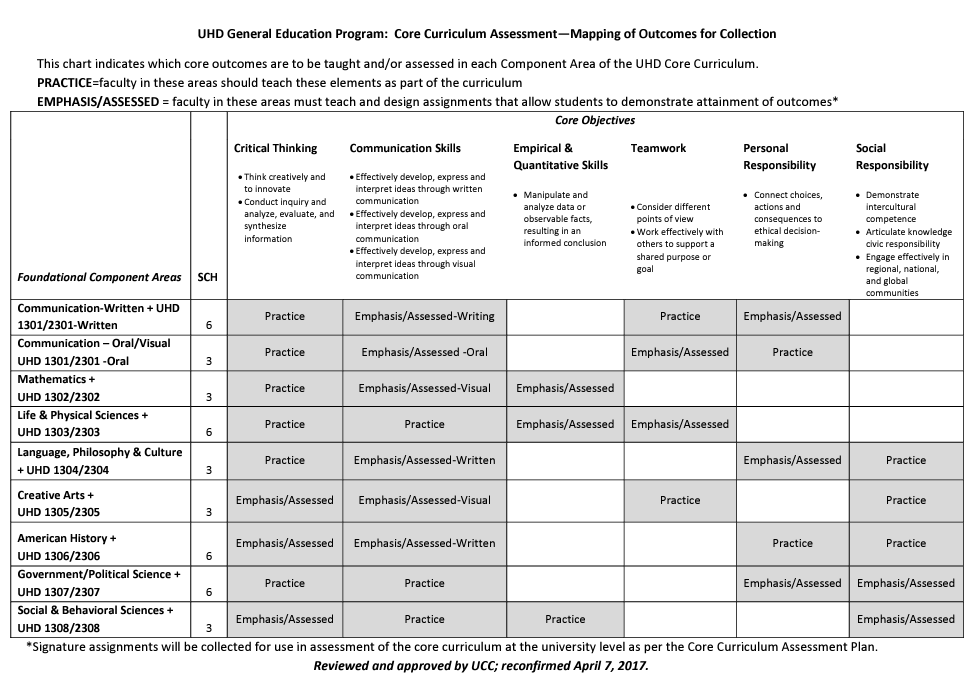 UHD General Education Program:  Core Curriculum Assessment—Mapping of Outcomes for Collection
This chart indicates which core outcomes are to be taught and/or assessed in each Component Area of the UHD Core Curriculum.
PRACTICE=faculty in these areas should teach these elements as part of the curriculum
EMPHASIS/ASSESSED = faculty in these areas must teach and design assignments that allow students to demonstrate attainment of outcomes*
Core Objectives
Foundational Component Areas
SCH
Critical Thinking
• Think creatively and
to innovate
• Conduct inquiry and
analyze, evaluate, and
synthesize
information
Communication Skills
• Effectively develop, express and
interpret ideas through written
communication
• Effectively develop, express and
interpret ideas through oral
communication
• Effectively develop, express and
interpret ideas through visual
communication
Empirical &
Quantitative Skills
• Manipulate and
analyze data or
observable facts,
resulting in an
informed conclusion
Teamwork
• Consider different
points of view
• Work effectively with
others to support a
shared purpose or
goal
Personal
Responsibility
• Connect choices,
actions and
consequences to
ethical decision-
making
Social
Responsibility
• Demonstrate
intercultural
competence
• Articulate knowledge
civic responsibility
• Engage effectively in
regional, national,
and global
communities
Communication-Written + UHD
1301/2301-Written
6
Practice
Emphasis/Assessed-Writing
Practice
Emphasis/Assessed
Communication – Oral/Visual
UHD 1301/2301 -Oral
3
Practice
Emphasis/Assessed -Oral
Emphasis/Assessed
Practice
Mathematics +
UHD 1302/2302
3
Practice
Emphasis/Assessed-Visual
Emphasis/Assessed
Life & Physical Sciences +
UHD 1303/2303
6
Practice
Practice
Emphasis/Assessed
Emphasis/Assessed
Language, Philosophy & Culture
+ UHD 1304/2304
3
Practice
Emphasis/Assessed-Written
Emphasis/Assessed
Practice
Creative Arts +
UHD 1305/2305
3
Emphasis/Assessed
Emphasis/Assessed-Visual
Practice
Practice
American History +
UHD 1306/2306
6
Emphasis/Assessed
Emphasis/Assessed-Written
Practice
Practice
Government/Political Science +
UHD 1307/2307
6
Practice
Practice
Emphasis/Assessed
Emphasis/Assessed
Social & Behavioral Sciences +
UHD 1308/2308
3
Emphasis/Assessed
Practice
Practice
Emphasis/Assessed
*Signature assignments will be collected for use in assessment of the core curriculum at the university level as per the Core Curriculum Assessment Plan.
Reviewed and approved by UCC; reconfirmed April 7, 2017.